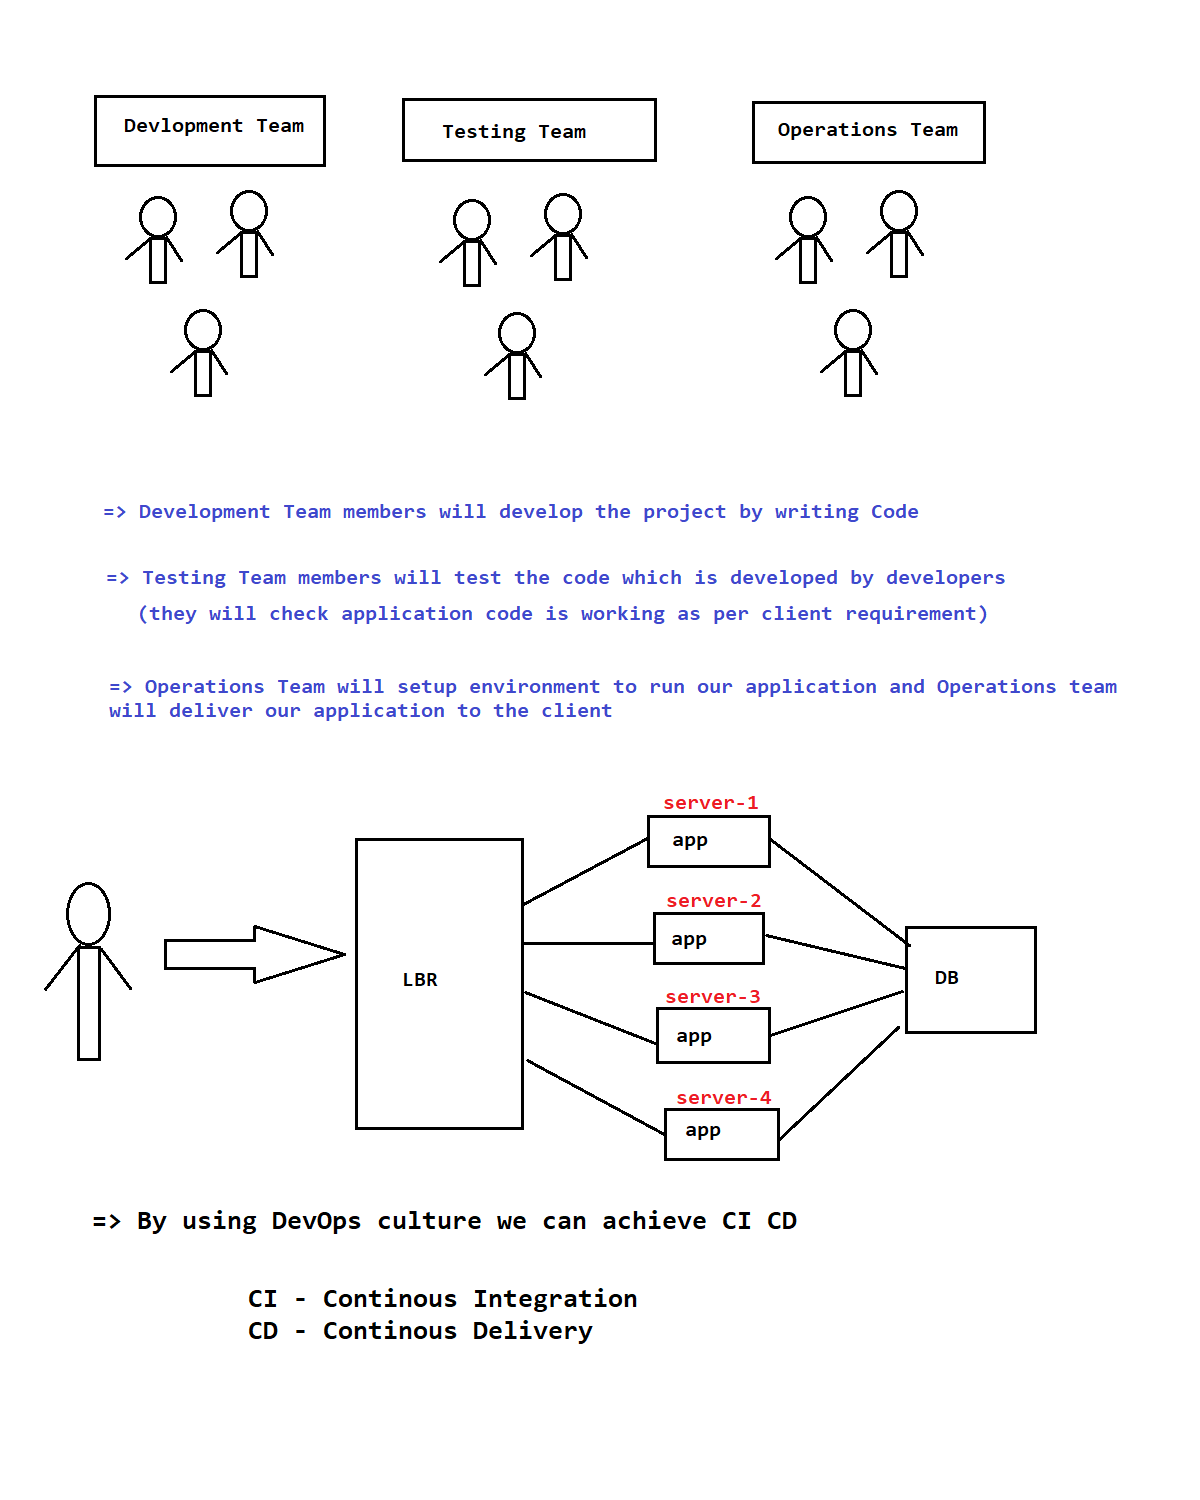 Devlopment Team
Testing Team
Operations Team
=> Development Team members will develop the project by writing Code
=> Testing Team members will test the code which is developed by developers
(they will check application code is working as per client requirement)
=> Operations Team will setup environment to run our application and Operations team
will deliver our application to the client
server-1
app
server-2
app
LBR
DB
server-3
app
server-4
app
=> By using DevOps culture we can achieve CI CD
CI - Continous Integration
CD - Continous Delivery